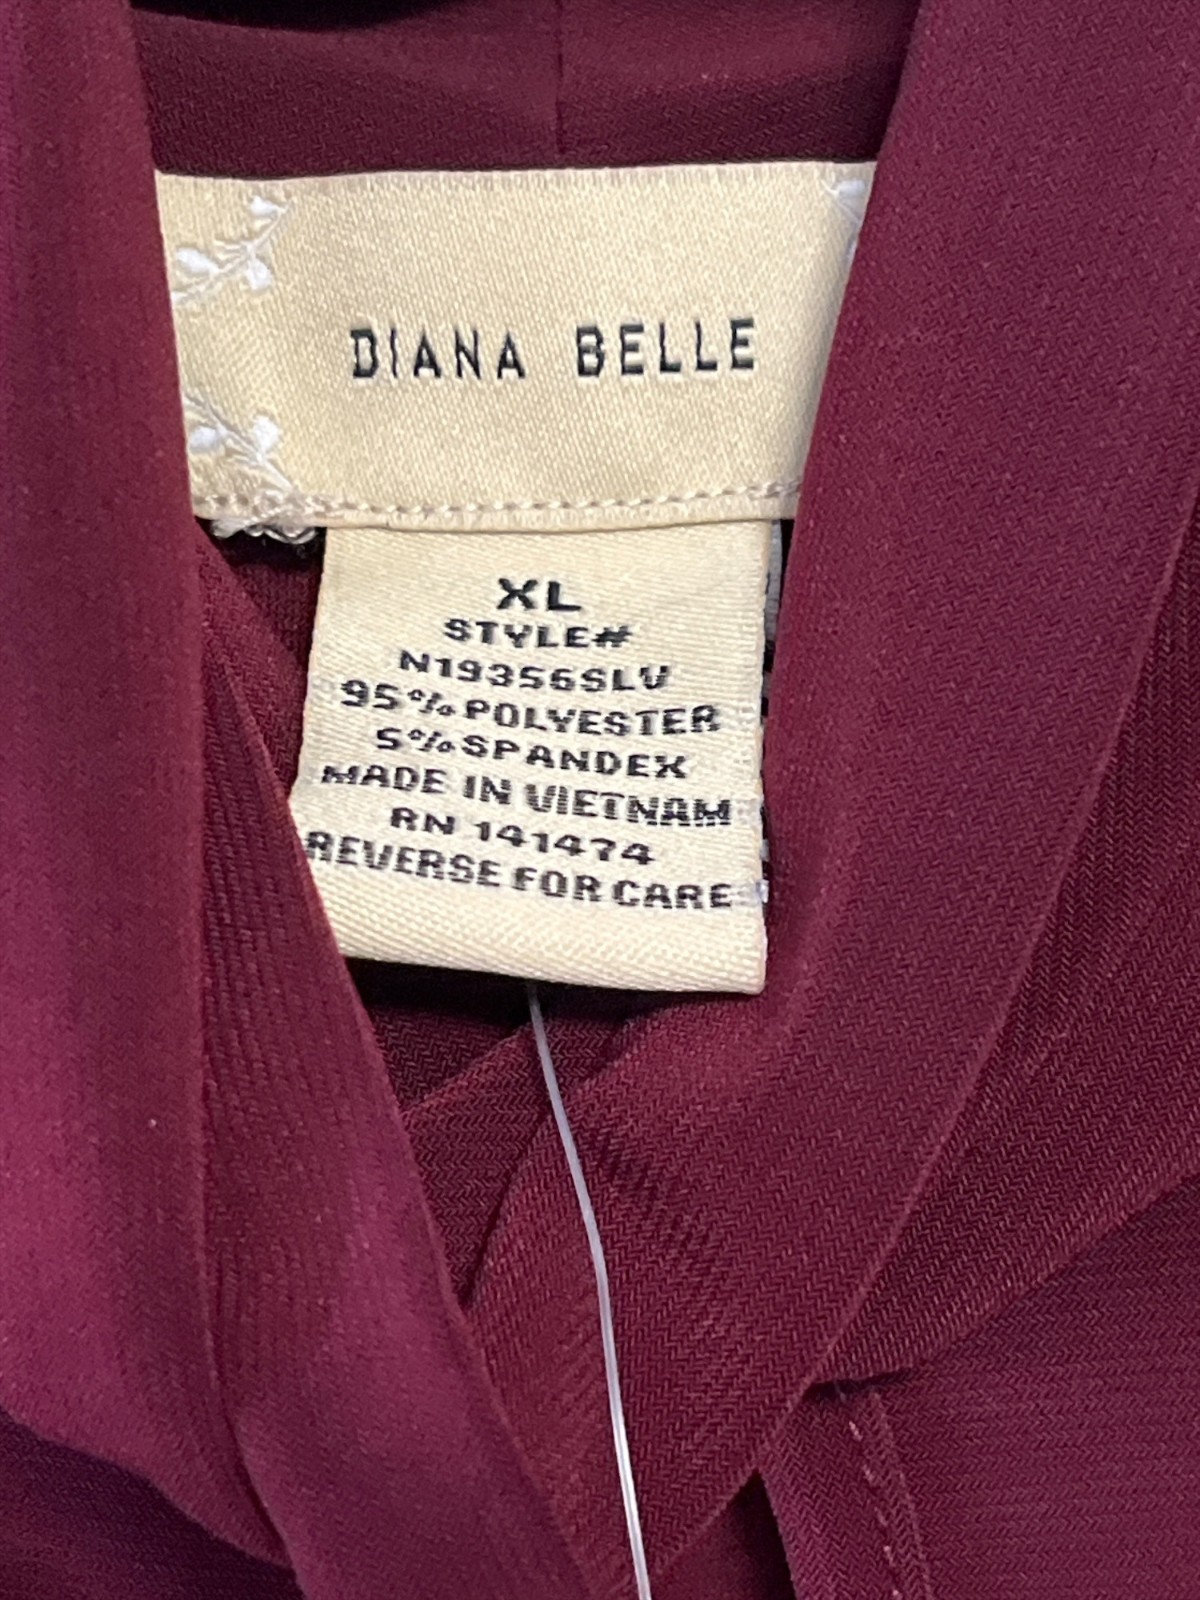 DIANA BELLE
XL
STYLE#
N19356SLV
95%POLYESTER
5%SPANDEX
MADE IN VIETNAM
RN 141474
REVERSE FOR CARE